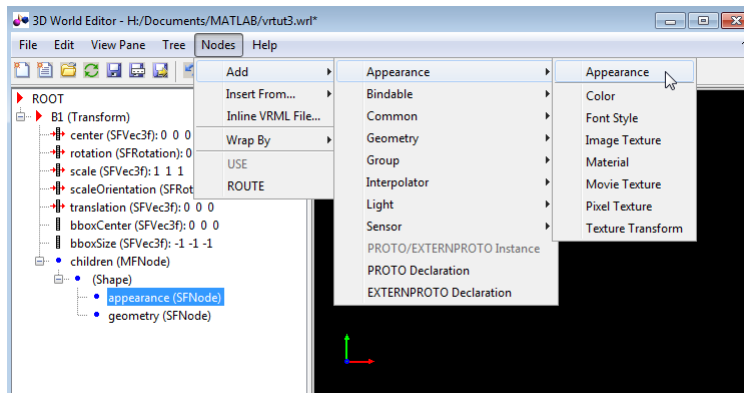 3D World Editor - H:/Documents/MATLAB/vrtut3.wrl*
File Edit View Pane Tree Nodes Help
Add
Insert From...
Inline VRML File...
Wrap By
USE
ROUTE
Appearance
Bindable
Common
Geometry
Group
Interpolator
Light
Sensor
PROTO/EXTERNPROTO Instance
PROTO Declaration
EXTERNPROTO Declaration
Appearance
Color
Font Style
Image Texture
Material
Movie Texture
Pixel Texture
Texture Transform
ROOT
B1 (Transform)
center (SFVec3f): 0 0 0
rotation (SFRotation): 0
scale (SFVec3f): 1 1 1
scaleOrientation (SFRot
translation (SFVec3f): 0 0 0
bboxCenter (SFVec3f): 0 0 0
bboxSize (SFVec3f): -1 -1 -1
children (MFNode)
(Shape)
appearance (SFNode)
geometry (SFNode)